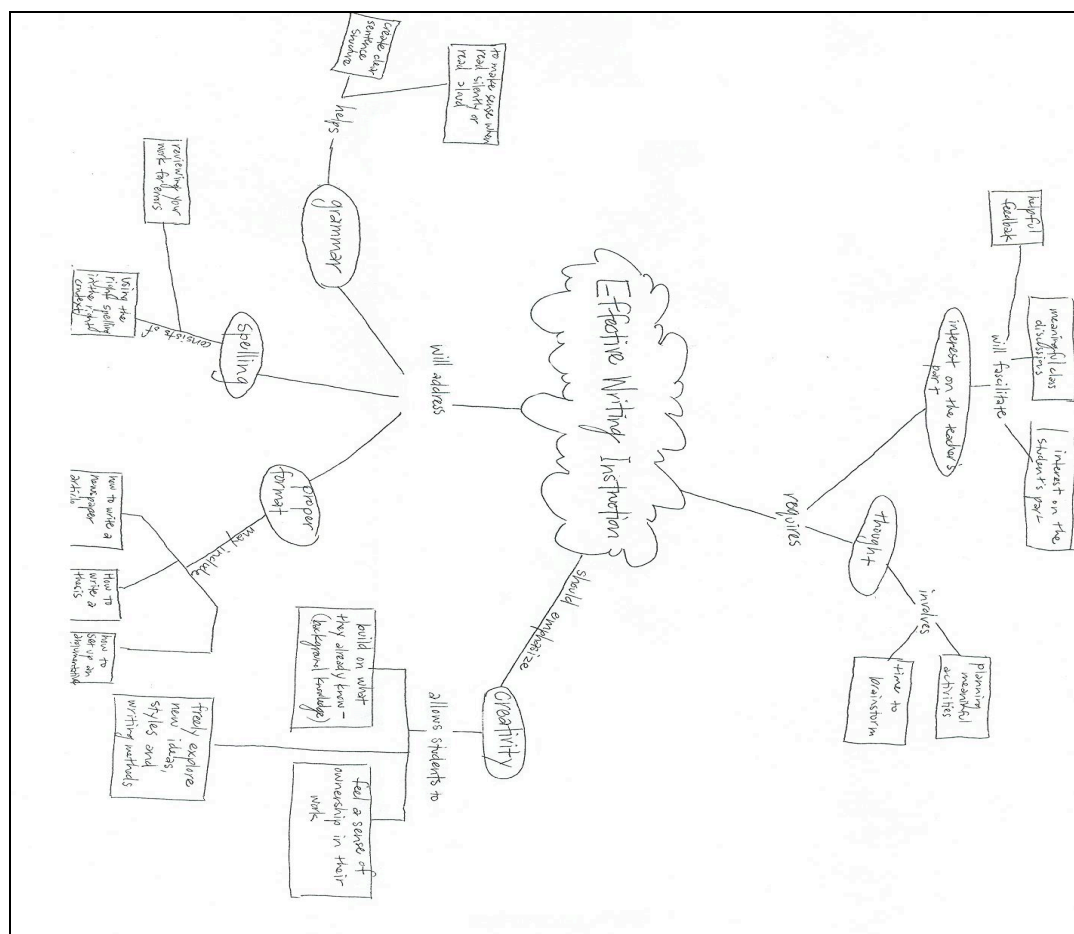 helpful
feedbak
meaningful class
discussions
interest on the
student's part
will fascilitate
interest on the teacher's
part
planning
meaningful
activities
time to
brainstorm
involves
thought
requires
Effective Writing Instruction
should emphasize
creativity
allows students to
build on what
they already know -
(background knowledge)
freely explore
new ideas,
styles and
writing methods
feel a sense of
ownership in their
work
will address
grammar
helps
create clear
sentence
structure
to make sense when
read silently or
read aloud
spelling
consists of
reviewing your
work for errors
using the
right spelling
in the right
context
proper
format
may include
how to write a
newspaper
article
How to
write a
thesis
how to
set up an